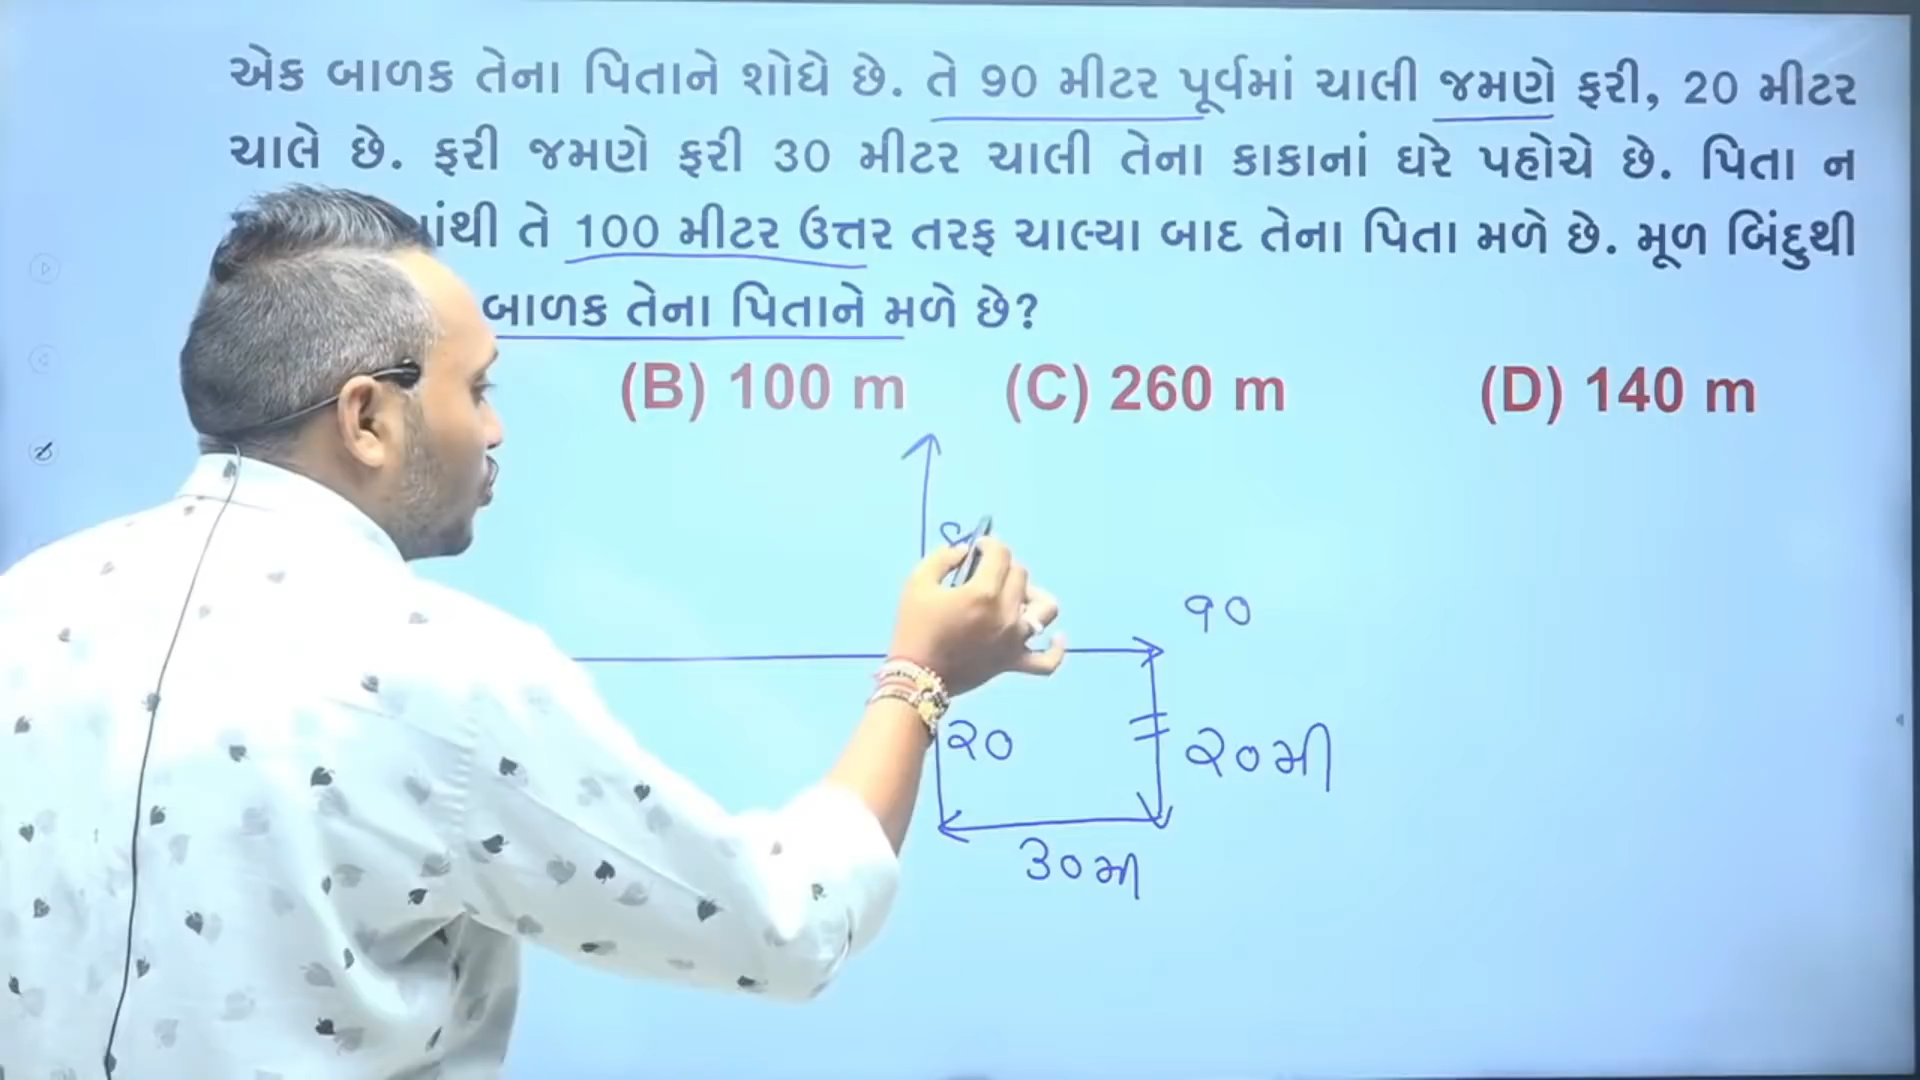 એક બાળક તેના પિતાને શોધે છે. તે 90 મીટર પૂર્વમાં ચાલી જમણે ફરી, 20 મીટર
ચાલે છે. ફરી જમણે ફરી 30 મીટર ચાલી તેના કાકાનાં ઘરે પહોચે છે. પિતા ન
તે 100 મીટર ઉત્તર તરફ ચાલ્યા બાદ તેના પિતા મળે છે. મૂળ બિંદુથી
બાળક તેના પિતાને મળે છે?
(B) 100 m (C) 260 m (D) 140 m
૧૦
૨૦ ૨૦મી
૩૦મી